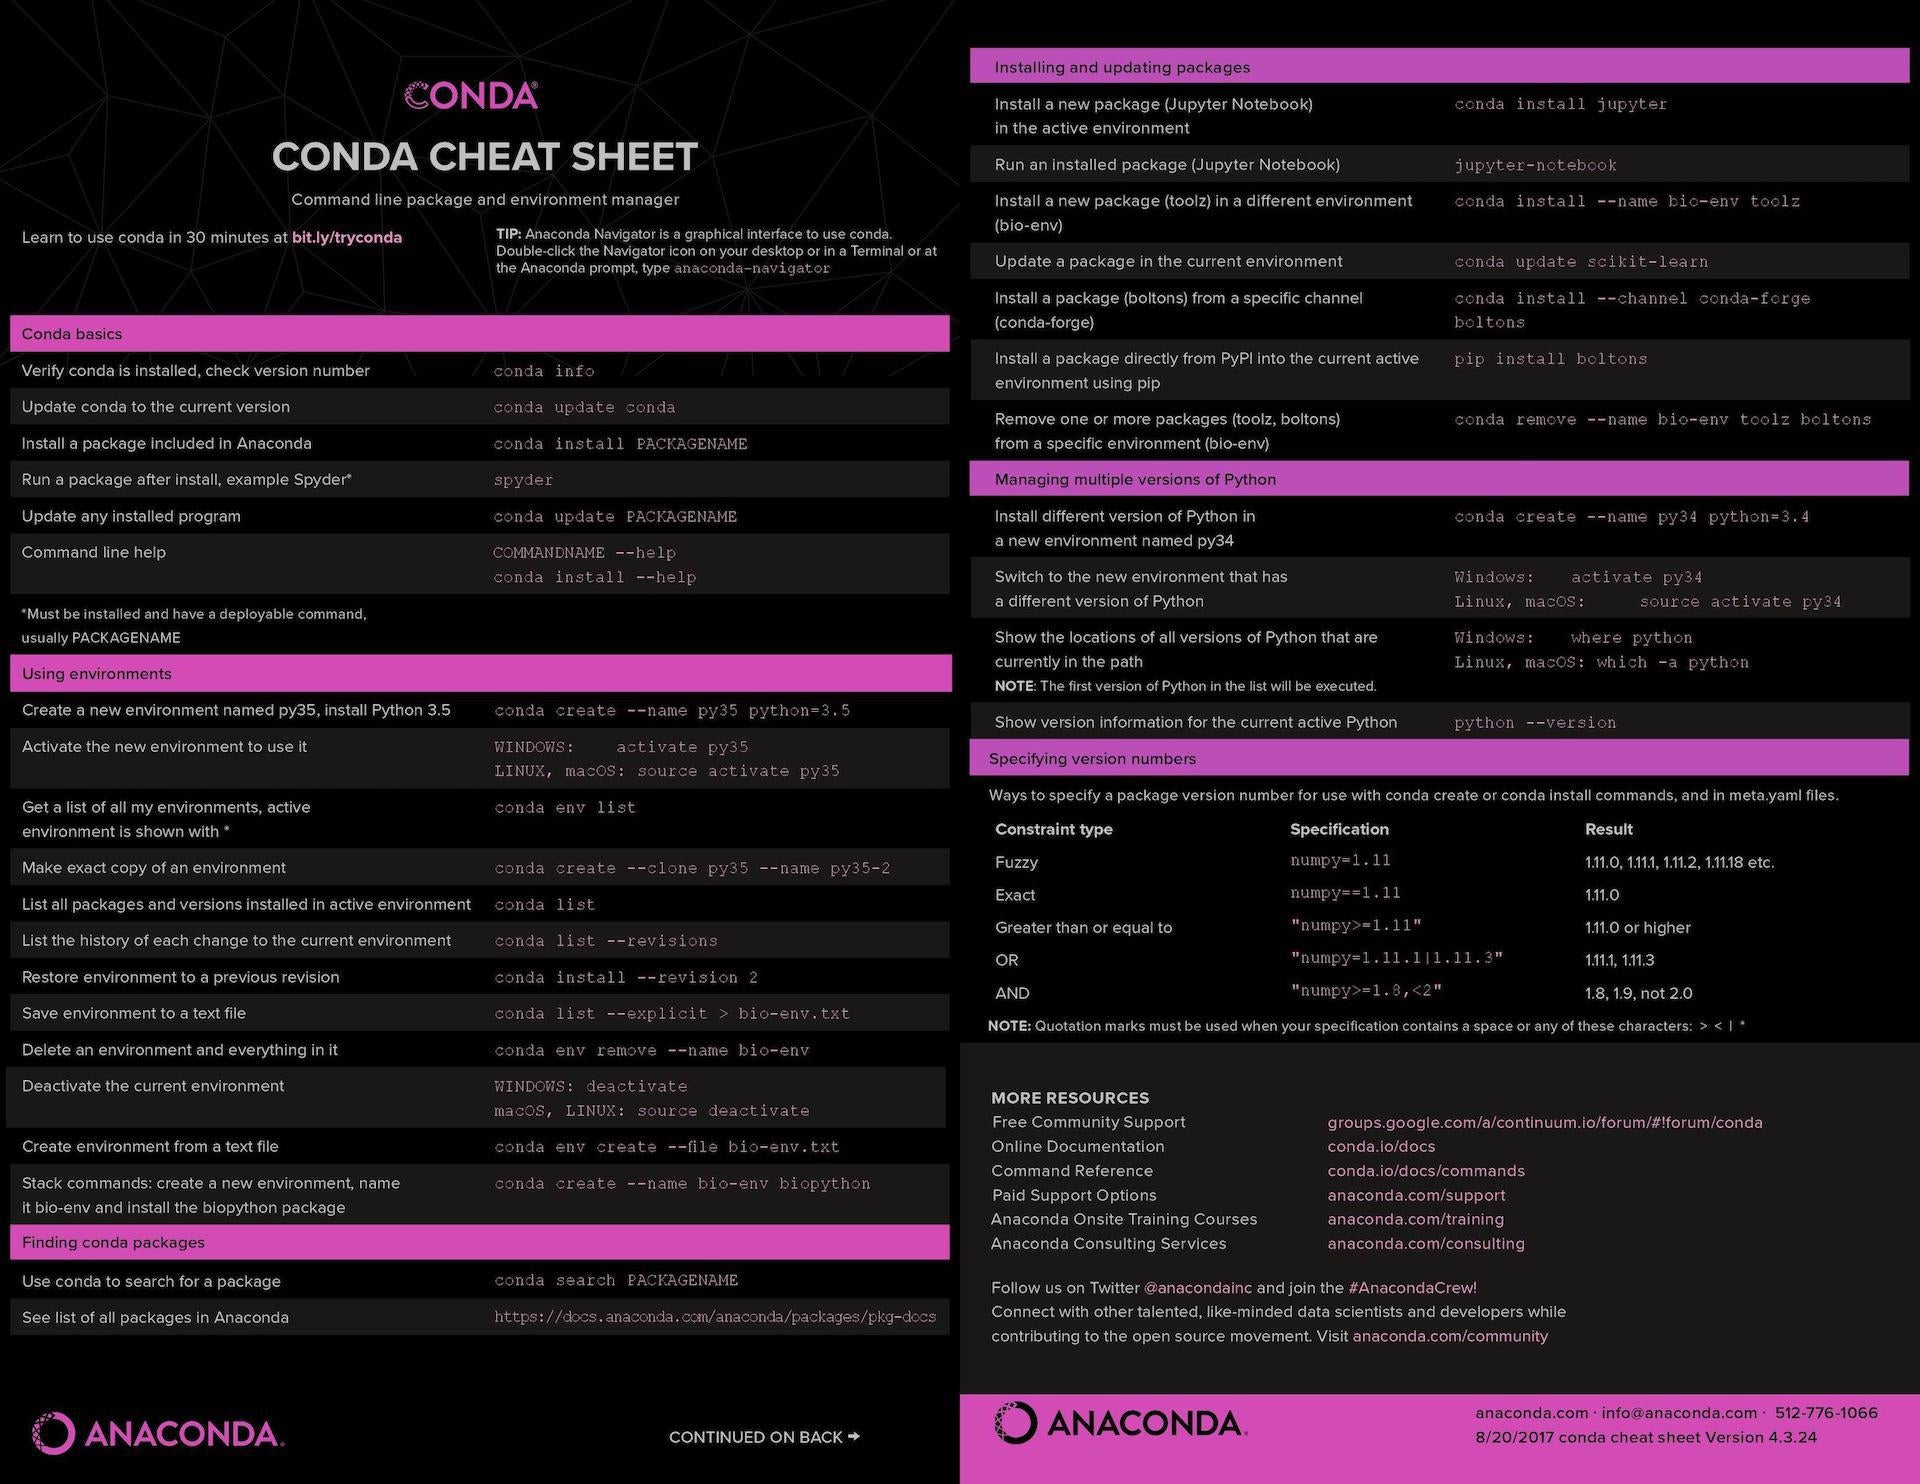 CONDA®
CONDA CHEAT SHEET
Command line package and environment manager
Learn to use conda in 30 minutes at bit.ly/tryconda
TIP: Anaconda Navigator is a graphical interface to use conda.
Double-click the Navigator icon on your desktop or in a Terminal or at
the Anaconda prompt, type anaconda-navigator
Conda basics
Verify conda is installed, check version number conda info
Update conda to the current version conda update conda
Install a package included in Anaconda conda install PACKAGENAME
Run a package after install, example Spyder* spyder
Update any installed program conda update PACKAGENAME
Command line help COMMANDNAME --help
conda install --help
*Must be installed and have a deployable command,
usually PACKAGENAME
Using environments
Create a new environment named py35, install Python 3.5 conda create --name py35 python=3.5
Activate the new environment to use it WINDOWS: activate py35
LINUX, macOS: source activate py35
Get a list of all my environments, active conda env list
environment is shown with *
Make exact copy of an environment conda create --clone py35 --name py35-2
List all packages and versions installed in active environment conda list
List the history of each change to the current environment conda list --revisions
Restore environment to a previous revision conda install --revision 2
Save environment to a text file conda list --explicit > bio-env.txt
Delete an environment and everything in it conda env remove --name bio-env
Deactivate the current environment WINDOWS: deactivate
macOS, LINUX: source deactivate
Create environment from a text file conda env create --file bio-env.txt
Stack commands: create a new environment, name conda create --name bio-env biopython
it bio-env and install the biopython package
Finding conda packages
Use conda to search for a package conda search PACKAGENAME
See list of all packages in Anaconda https://docs.anaconda.com/anaconda/packages/pkg-docs
ANACONDA.
CONTINUED ON BACK →
Installing and updating packages
Install a new package (Jupyter Notebook) conda install jupyter
in the active environment
Run an installed package (Jupyter Notebook) jupyter-notebook
Install a new package (toolz) in a different environment conda install --name bio-env toolz
(bio-env)
Update a package in the current environment conda update scikit-learn
Install a package (boltons) from a specific channel conda install --channel conda-forge
(conda-forge) boltons
Install a package directly from PyPI into the current active pip install boltons
environment using pip
Remove one or more packages (toolz, boltons) conda remove --name bio-env toolz boltons
from a specific environment (bio-env)
Managing multiple versions of Python
Install different version of Python in conda create --name py34 python=3.4
a new environment named py34
Switch to the new environment that has Windows: activate py34
a different version of Python Linux, macOS: source activate py34
Show the locations of all versions of Python that are Windows: where python
currently in the path Linux, macOS: which -a python
NOTE: The first version of Python in the list will be executed.
Show version information for the current active Python python --version
Specifying version numbers
Ways to specify a package version number for use with conda create or conda install commands, and in meta.yaml files.
Constraint type Specification Result
Fuzzy numpy=1.11 1.11.0, 1.11.1, 1.11.2, 1.11.18 etc.
Exact numpy==1.11 1.11.0
Greater than or equal to "numpy>=1.11" 1.11.0 or higher
OR "numpy=1.11.1|1.11.3" 1.11.1, 1.11.3
AND "numpy>=1.8,<2" 1.8, 1.9, not 2.0
NOTE: Quotation marks must be used when your specification contains a space or any of these characters: > < | *
MORE RESOURCES
Free Community Support groups.google.com/a/continuum.io/forum/#!forum/conda
Online Documentation conda.io/docs
Command Reference conda.io/docs/commands
Paid Support Options anaconda.com/support
Anaconda Onsite Training Courses anaconda.com/training
Anaconda Consulting Services anaconda.com/consulting
Follow us on Twitter @anacondainc and join the #AnacondaCrew!
Connect with other talented, like-minded data scientists and developers while
contributing to the open source movement. Visit anaconda.com/community
ANACONDA.
anaconda.com · info@anaconda.com · 512-776-1066
8/20/2017 conda cheat sheet Version 4.3.24